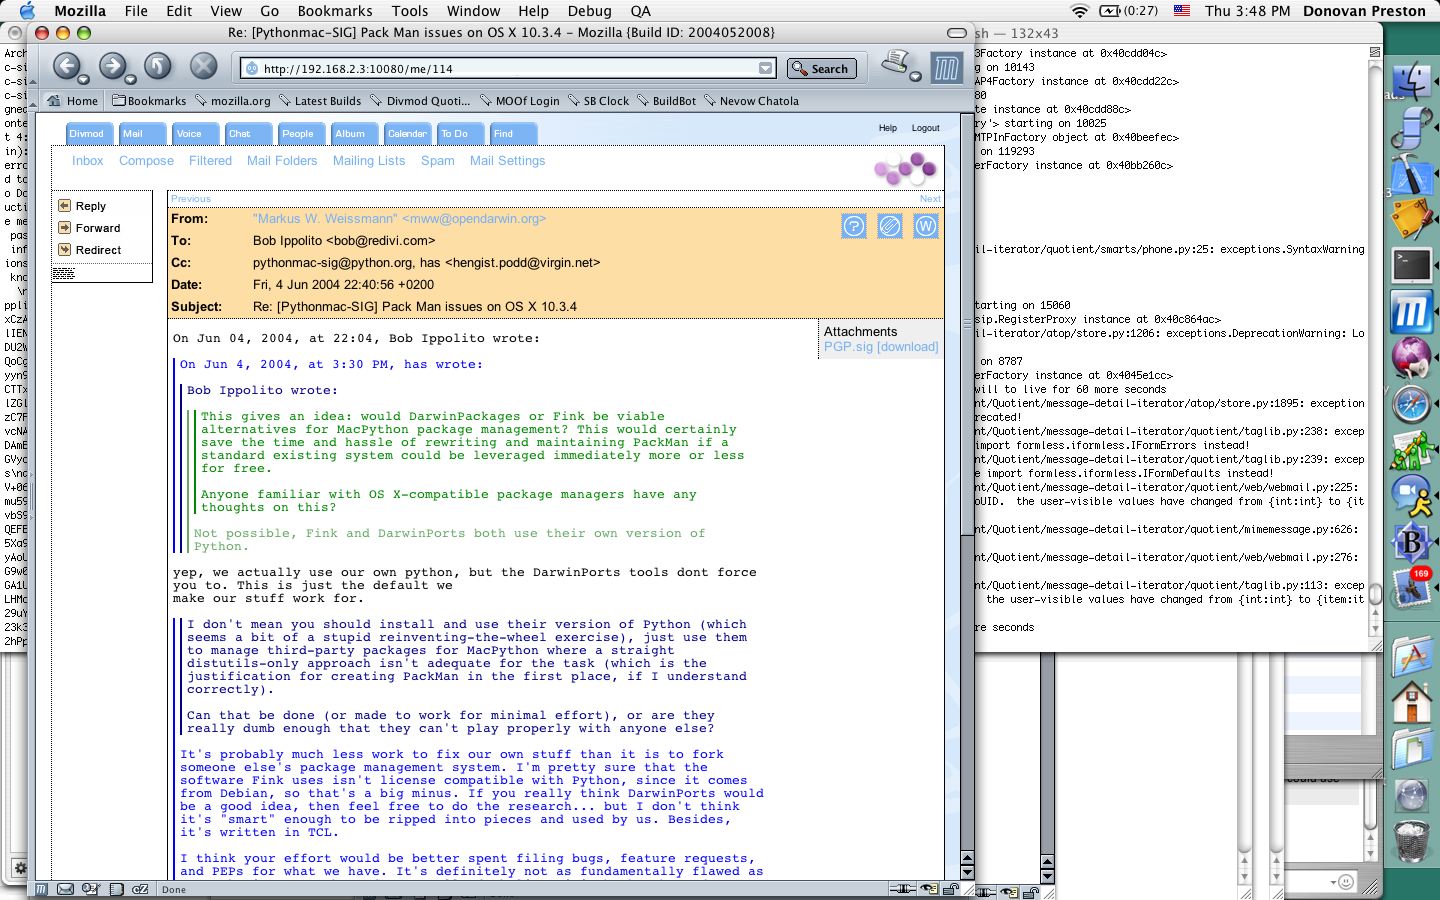 Mozilla File Edit View Go Bookmarks Tools Window Help Debug QA
(0:27) Thu 3:48 PM Donovan Preston
Re: [Pythonmac-SIG] Pack Man issues on OS X 10.3.4 – Mozilla {Build ID: 2004052008}
http://192.168.2.3:10080/me/114
Search
Home Bookmarks mozilla.org Latest Builds Divmod Quoti... MOOf Login SB Clock BuildBot Nevow Chatola
Divmod Mail Voice Chat People Album Calendar To Do Find
Help Logout
Inbox Compose Filtered Mail Folders Mailing Lists Spam Mail Settings
Reply
Forward
Redirect
Previous Next
From: "Markus W. Weissmann" <mww@opendarwin.org>
To: Bob Ippolito <bob@redivi.com>
Cc: pythonmac-sig@python.org, has <hengist.podd@virgin.net>
Date: Fri, 4 Jun 2004 22:40:56 +0200
Subject: Re: [Pythonmac-SIG] Pack Man issues on OS X 10.3.4
Attachments
PGP.sig [download]
On Jun 04, 2004, at 22:04, Bob Ippolito wrote:
On Jun 4, 2004, at 3:30 PM, has wrote:
Bob Ippolito wrote:
This gives an idea: would DarwinPackages or Fink be viable
alternatives for MacPython package management? This would certainly
save the time and hassle of rewriting and maintaining PackMan if a
standard existing system could be leveraged immediately more or less
for free.
Anyone familiar with OS X-compatible package managers have any
thoughts on this?
Not possible, Fink and DarwinPorts both use their own version of
Python.
yep, we actually use our own python, but the DarwinPorts tools dont force
you to. This is just the default we
make our stuff work for.
I don't mean you should install and use their version of Python (which
seems a bit of a stupid reinventing-the-wheel exercise), just use them
to manage third-party packages for MacPython where a straight
distutils-only approach isn't adequate for the task (which is the
justification for creating PackMan in the first place, if I understand
correctly).
Can that be done (or made to work for minimal effort), or are they
really dumb enough that they can't play properly with anyone else?
It's probably much less work to fix our own stuff than it is to fork
someone else's package management system. I'm pretty sure that the
software Fink uses isn't license compatible with Python, since it comes
from Debian, so that's a big minus. If you really think DarwinPorts would
be a good idea, then feel free to do the research... but I don't think
it's "smart" enough to be ripped into pieces and used by us. Besides,
it's written in TCL.
I think your effort would be better spent filing bugs, feature requests,
and PEPs for what we have. It's definitely not as fundamentally flawed as
Done
sh — 132x43
3Factory instance at 0x40cdd04c>
ng on 10143
AP4Factory instance at 0x40cdd22c>
80
te instance at 0x40cdd88c>
y'> starting on 10025
MTPInFactory object at 0x40beefec>
on 119293
erFactory instance at 0x40bb260c>
il-iterator/quotient/smarts/phone.py:25: exceptions.SyntaxWarning
tarting on 15060
sip.RegisterProxy instance at 0x40c864ac>
il-iterator/atop/store.py:1206: exceptions.DeprecationWarning: Lo
on 8787
erFactory instance at 0x4045e1cc>
will to live for 60 more seconds
nt/Quotient/message-detail-iterator/atop/store.py:1895: exception
recated!
nt/Quotient/message-detail-iterator/quotient/taglib.py:238: excep
import formless.iformless.IFormErrors instead!
nt/Quotient/message-detail-iterator/quotient/taglib.py:239: excep
e import formless.iformless.IFormDefaults instead!
nt/Quotient/message-detail-iterator/quotient/web/webmail.py:225:
oUID. the user-visible values have changed from {int:int} to {it
nt/Quotient/message-detail-iterator/quotient/mimemessage.py:626:
nt/Quotient/message-detail-iterator/quotient/web/webmail.py:276:
nt/Quotient/message-detail-iterator/quotient/taglib.py:113: excep
the user-visible values have changed from {int:int} to {item:it
re seconds
169